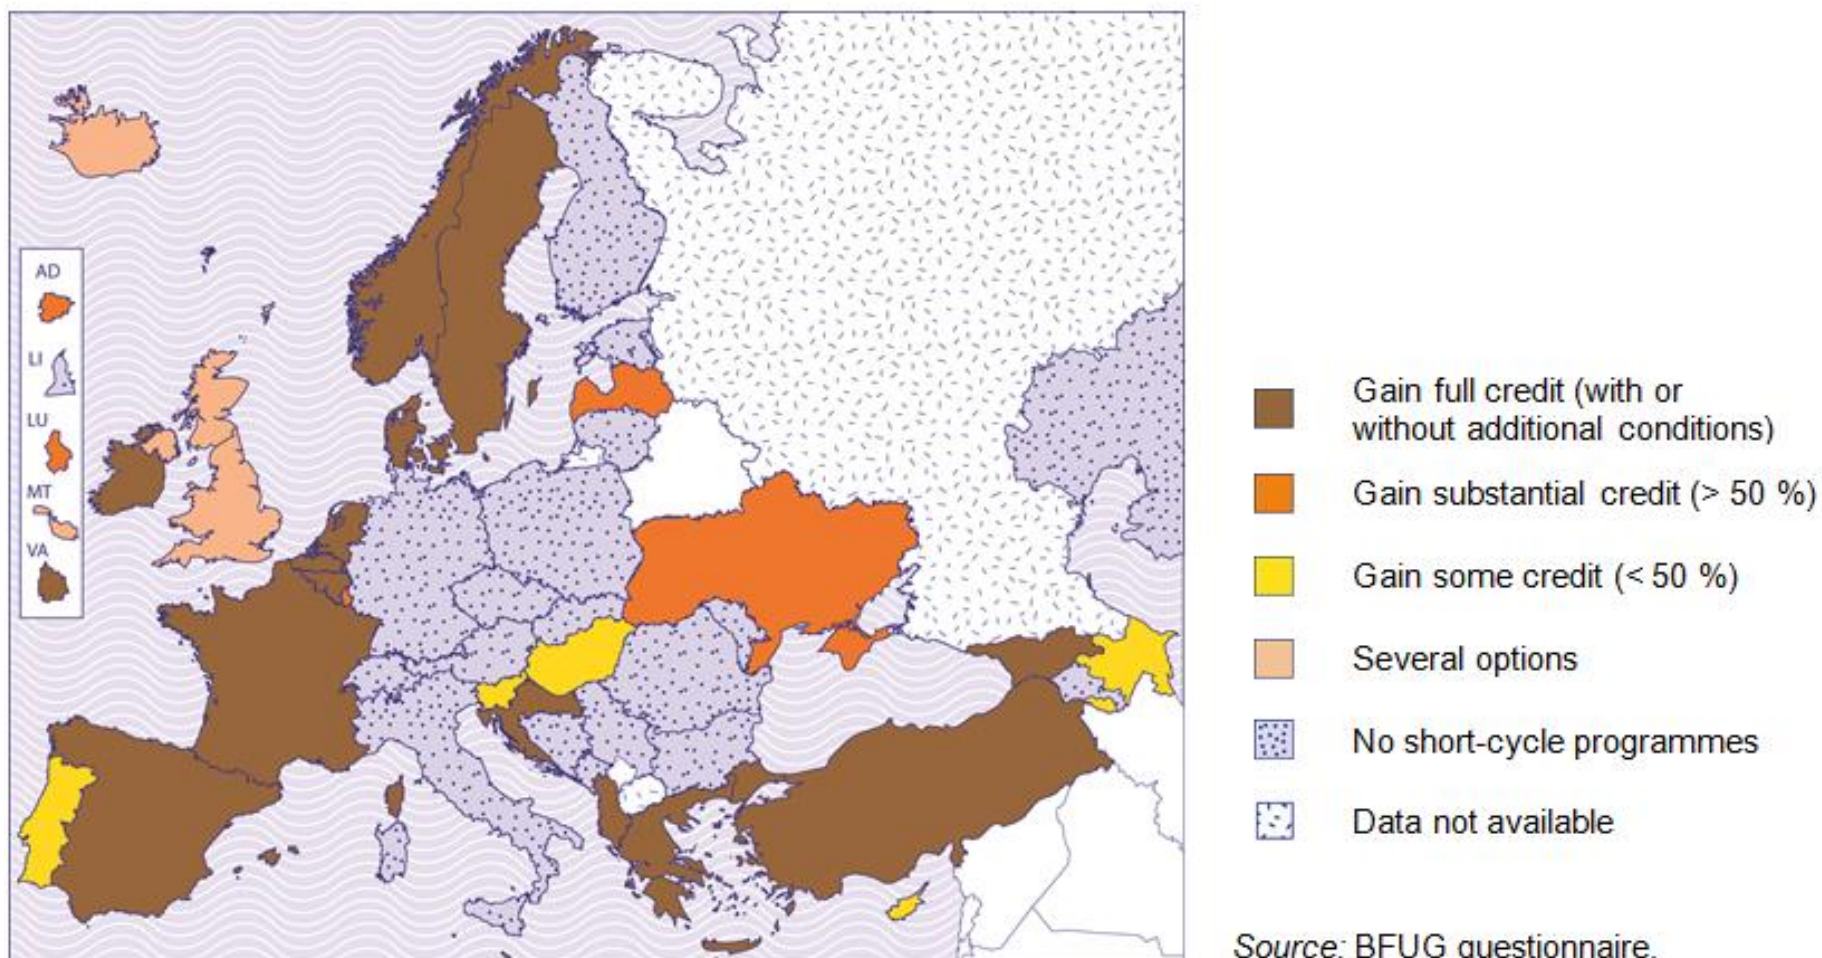 AD
LI
LU
MT
VA
Gain full credit (with or
without additional conditions)
Gain substantial credit (> 50 %)
Gain some credit (< 50 %)
Several options
No short-cycle programmes
Data not available
Source: BFUG questionnaire.